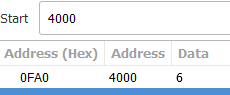 Start 4000
Address (Hex) Address Data
0FA0 4000 6